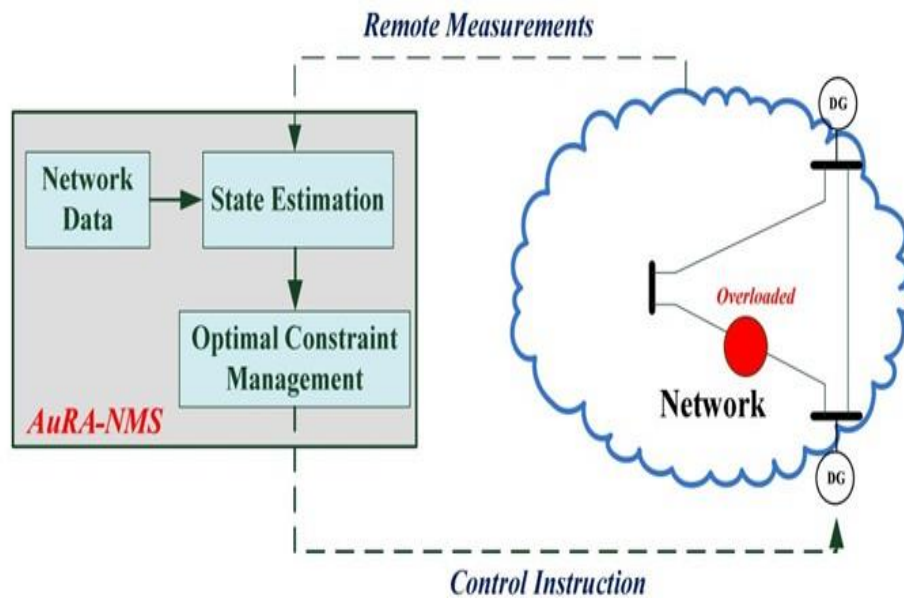 Remote Measurements
DG
Network
Data
State Estimation
Optimal Constraint
Management
AuRA-NMS
Overloaded
Network
DG
Control Instruction